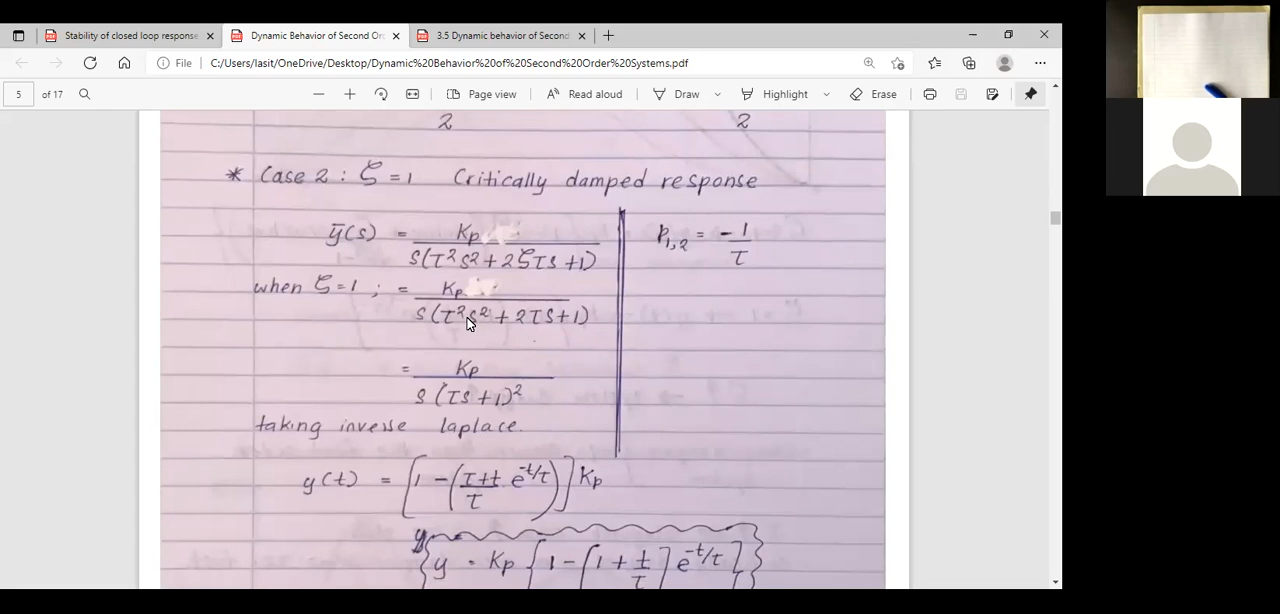 Stability of closed loop response
Dynamic Behavior of Second Or
3.5 Dynamic behavior of Second
File
C:/Users/lasit/OneDrive/Desktop/Dynamic%20Behavior%20of%20Second%20Order%20Systems.pdf
5 of 17
Page view
Read aloud
Draw
Highlight
Erase
2 2
* Case 2 : ζ = 1 Critically damped response
ȳ(s) = Kp / s(τ²s² + 2ζτs + 1)
P1,2 = -1/τ
when ζ = 1 ; = Kp / s(τ²s² + 2τs + 1)
= Kp / s(τs + 1)²
taking inverse laplace.
y(t) = [1 - (τ+t/τ e^-t/τ)] Kp
y = Kp {1 - [1 + t/τ] e^-t/τ}